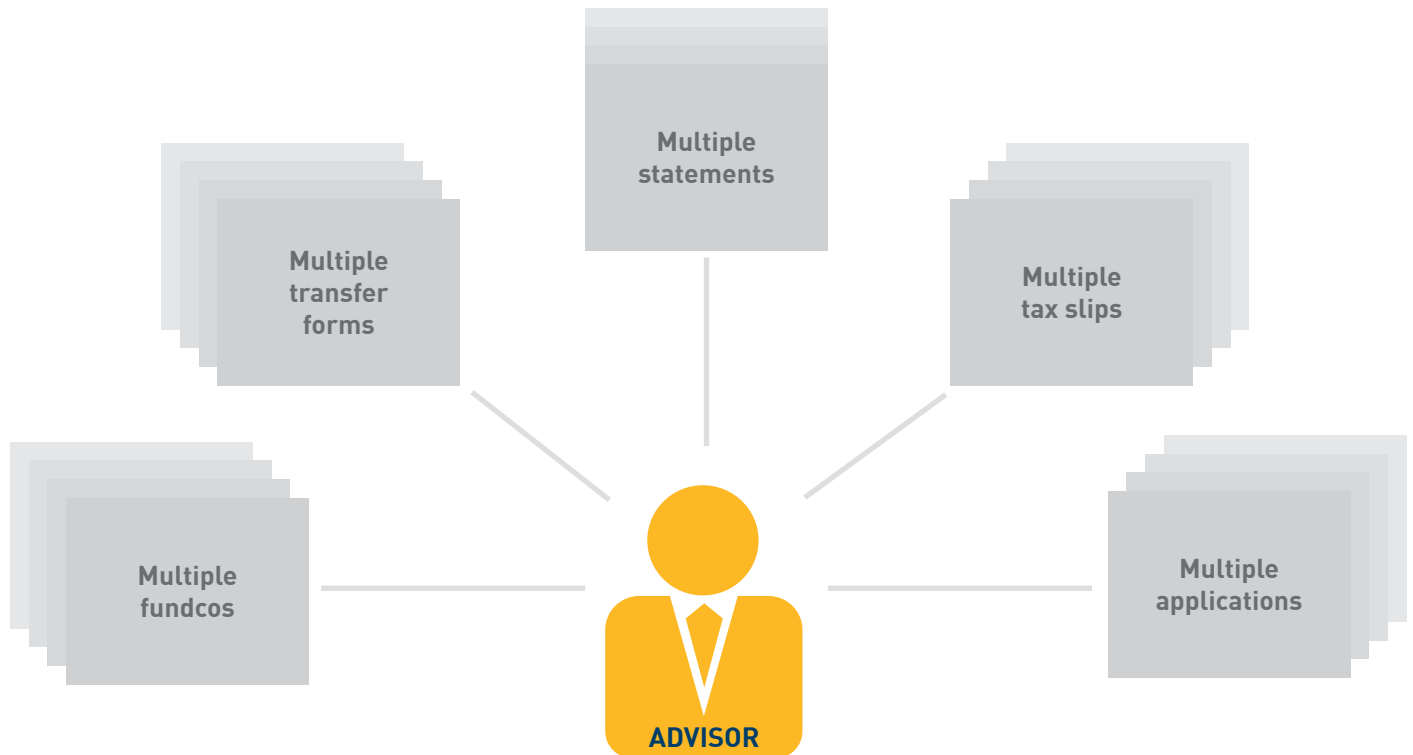 Multiple
statements
Multiple
transfer
forms
Multiple
tax slips
Multiple
fundcos
Multiple
applications
ADVISOR